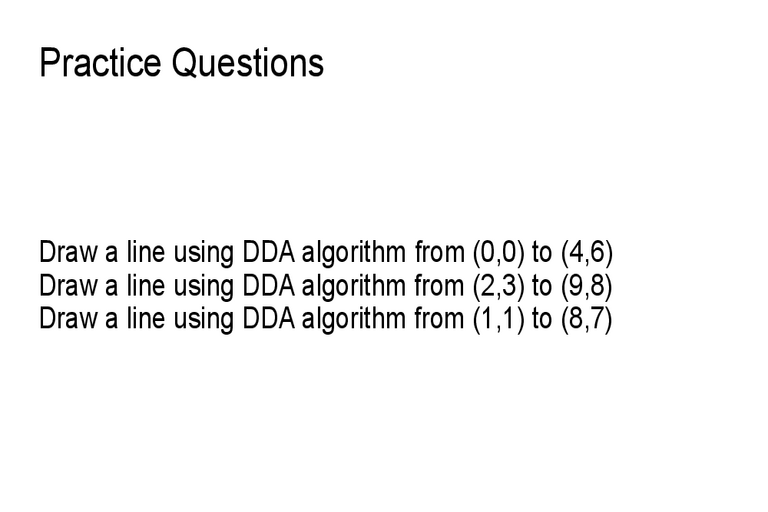 Practice Questions
Draw a line using DDA algorithm from (0,0) to (4,6)
Draw a line using DDA algorithm from (2,3) to (9,8)
Draw a line using DDA algorithm from (1,1) to (8,7)